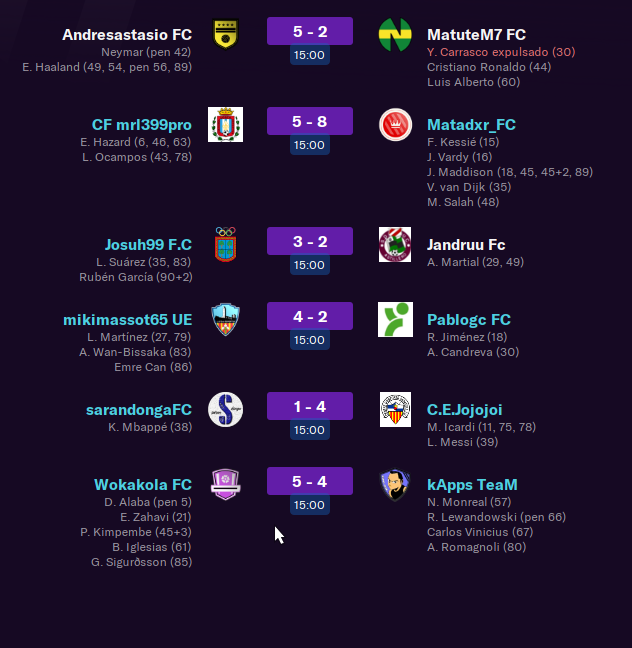 Andresastasio FC 5 - 2 MatuteM7 FC
Neymar (pen 42) 15:00 Y. Carrasco expulsado (30)
E. Haaland (49, 54, pen 56, 89) Cristiano Ronaldo (44)
Luis Alberto (60)
CF mrl399pro 5 - 8 Matadxr_FC
E. Hazard (6, 46, 63) 15:00 F. Kessié (15)
L. Ocampos (43, 78) J. Vardy (16)
J. Maddison (18, 45, 45+2, 89)
V. van Dijk (35)
M. Salah (48)
Josuh99 F.C 3 - 2 Jandruu Fc
L. Suárez (35, 83) 15:00 A. Martial (29, 49)
Rubén García (90+2)
mikimassot65 UE 4 - 2 Pablogc FC
L. Martínez (27, 79) 15:00 R. Jiménez (18)
A. Wan-Bissaka (83) A. Candreva (30)
Emre Can (86)
sarandongaFC 1 - 4 C.E.Jojojoi
K. Mbappé (38) 15:00 M. Icardi (11, 75, 78)
L. Messi (39)
Wokakola FC 5 - 4 kApps TeaM
D. Alaba (pen 5) 15:00 N. Monreal (57)
E. Zahavi (21) R. Lewandowski (pen 66)
P. Kimpembe (45+3) Carlos Vinicius (67)
B. Iglesias (61) A. Romagnoli (80)
G. Sigurðsson (85)